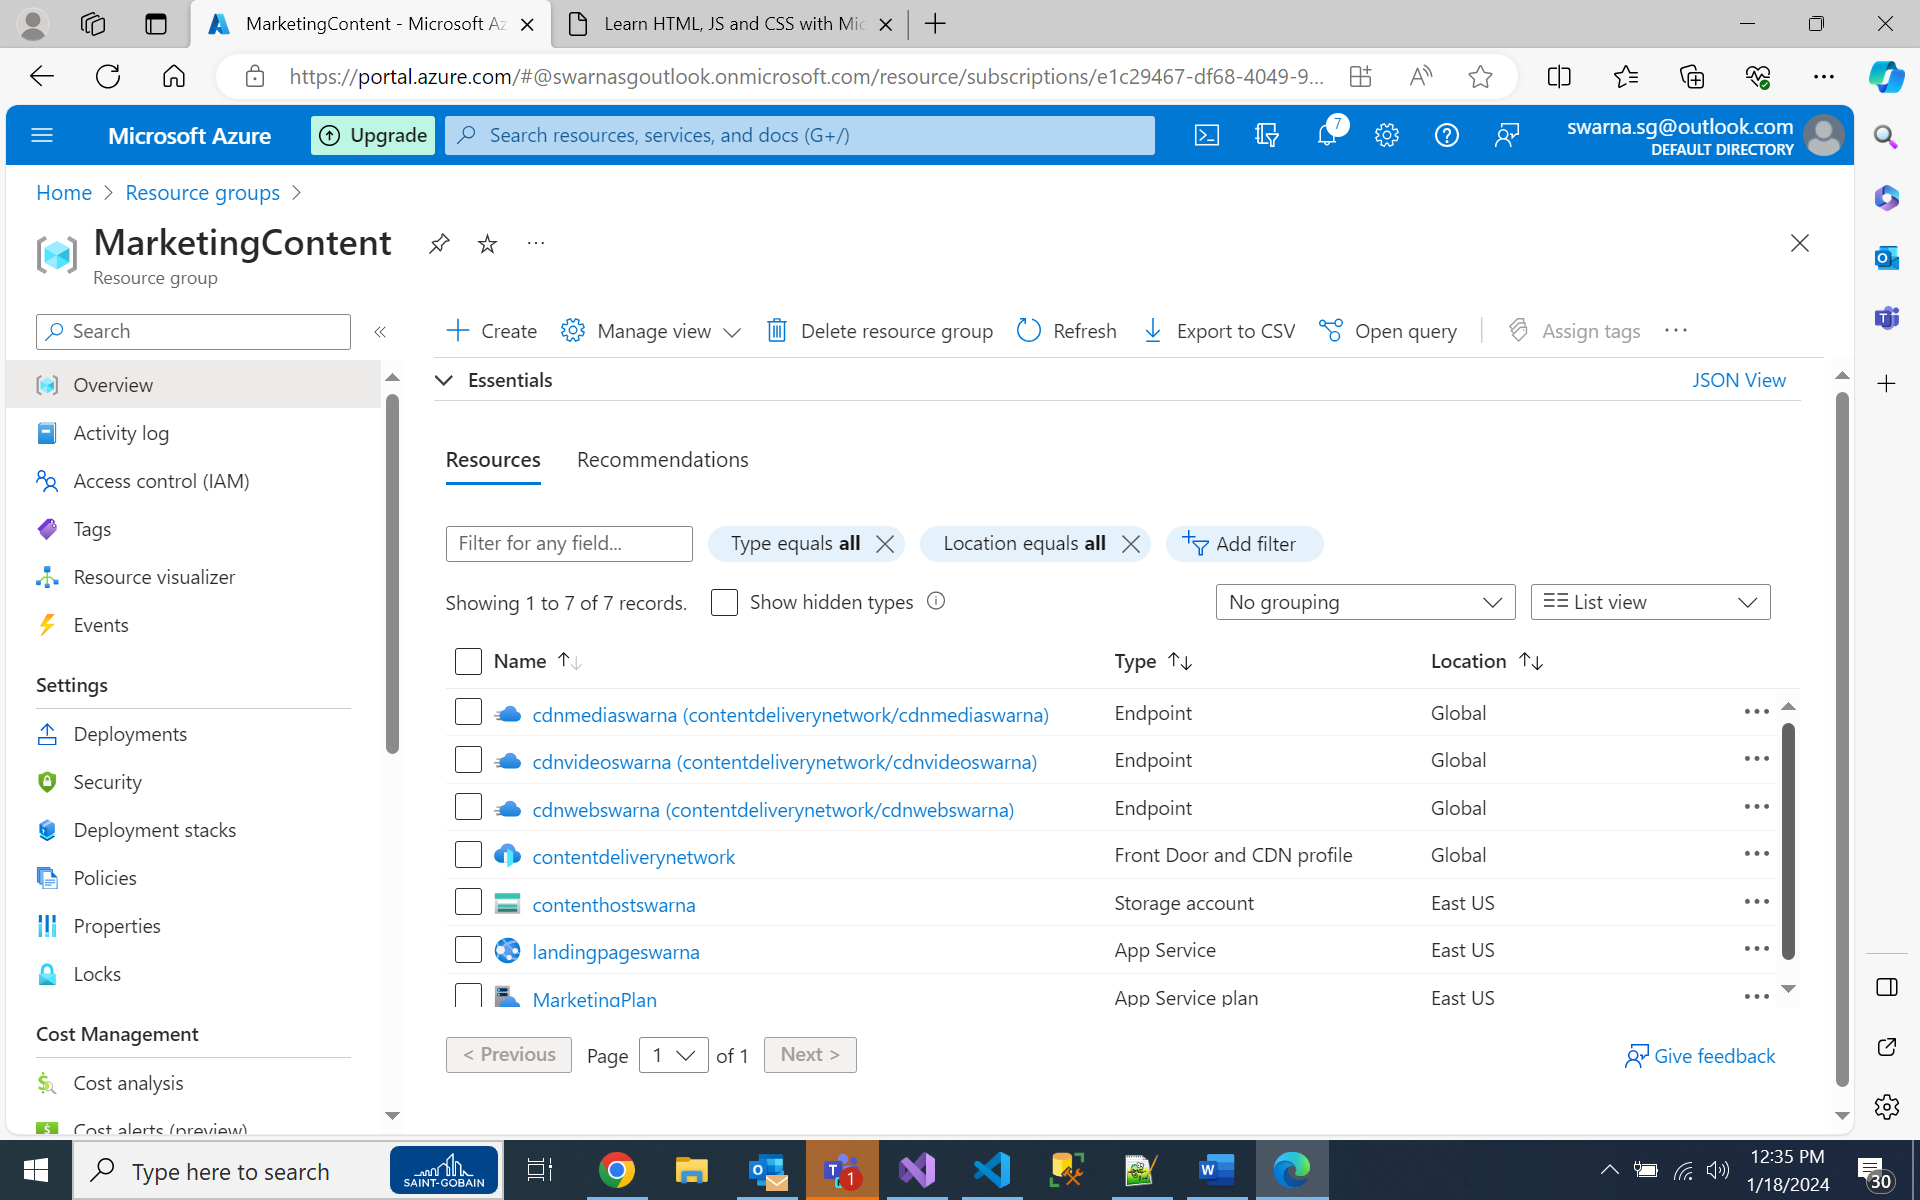 MarketingContent - Microsoft Az
Learn HTML, JS and CSS with Mic
https://portal.azure.com/#@swarnasgoutlook.onmicrosoft.com/resource/subscriptions/e1c29467-df68-4049-9...
Microsoft Azure
Upgrade
Search resources, services, and docs (G+/)
7
swarna.sg@outlook.com
DEFAULT DIRECTORY
Home > Resource groups >
MarketingContent
Resource group
Search
Create
Manage view
Delete resource group
Refresh
Export to CSV
Open query
Assign tags
Overview
Activity log
Access control (IAM)
Tags
Resource visualizer
Events
Settings
Deployments
Security
Deployment stacks
Policies
Properties
Locks
Cost Management
Cost analysis
Cost alerts (preview)
Essentials
JSON View
Resources
Recommendations
Filter for any field...
Type equals all
Location equals all
Add filter
Showing 1 to 7 of 7 records.
Show hidden types
No grouping
List view
Name Type Location
cdnmediaswarna (contentdeliverynetwork/cdnmediaswarna) Endpoint Global
cdnvideoswarna (contentdeliverynetwork/cdnvideoswarna) Endpoint Global
cdnwebswarna (contentdeliverynetwork/cdnwebswarna) Endpoint Global
contentdeliverynetwork Front Door and CDN profile Global
contenthostswarna Storage account East US
landingpageswarna App Service East US
MarketingPlan App Service plan East US
< Previous
Page 1 of 1
Next >
Give feedback
Type here to search
SAINT-GOBAIN
1
12:35 PM
1/18/2024
30